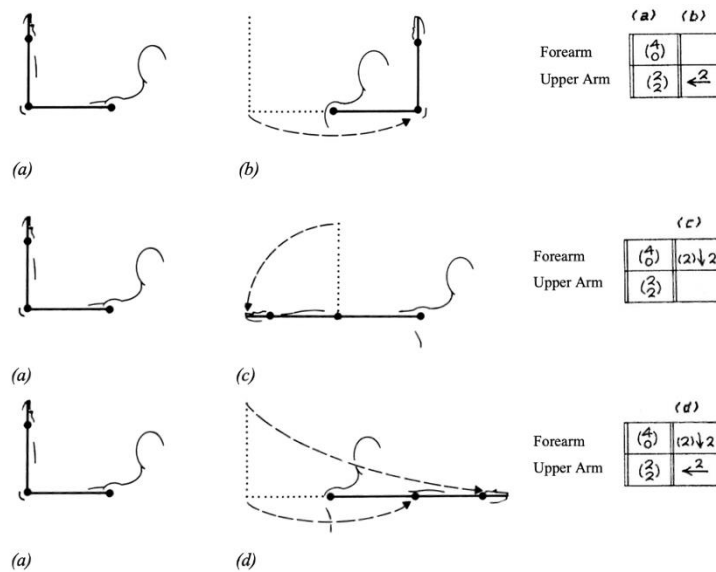 (a) (b)
Forearm (4 0)
Upper Arm (2 2) ← 2
(a) (b)
(c)
Forearm (4 0) (2)↓2
Upper Arm (2 2)
(a) (c)
(d)
Forearm (4 0) (2)↓2
Upper Arm (2 2) ← 2
(a) (d)